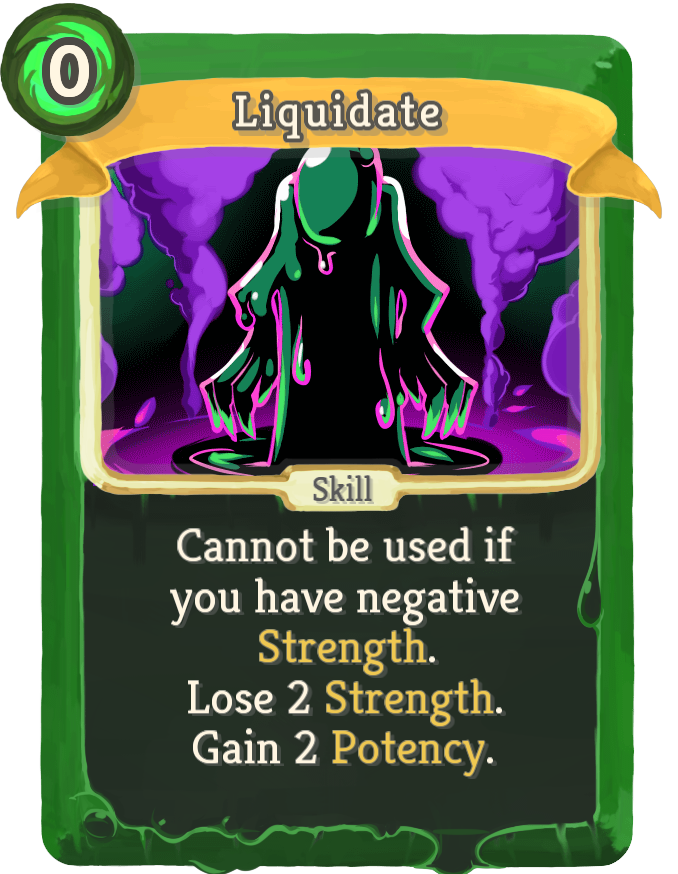 0
Liquidate
Skill
Cannot be used if
you have negative
Strength.
Lose 2 Strength.
Gain 2 Potency.